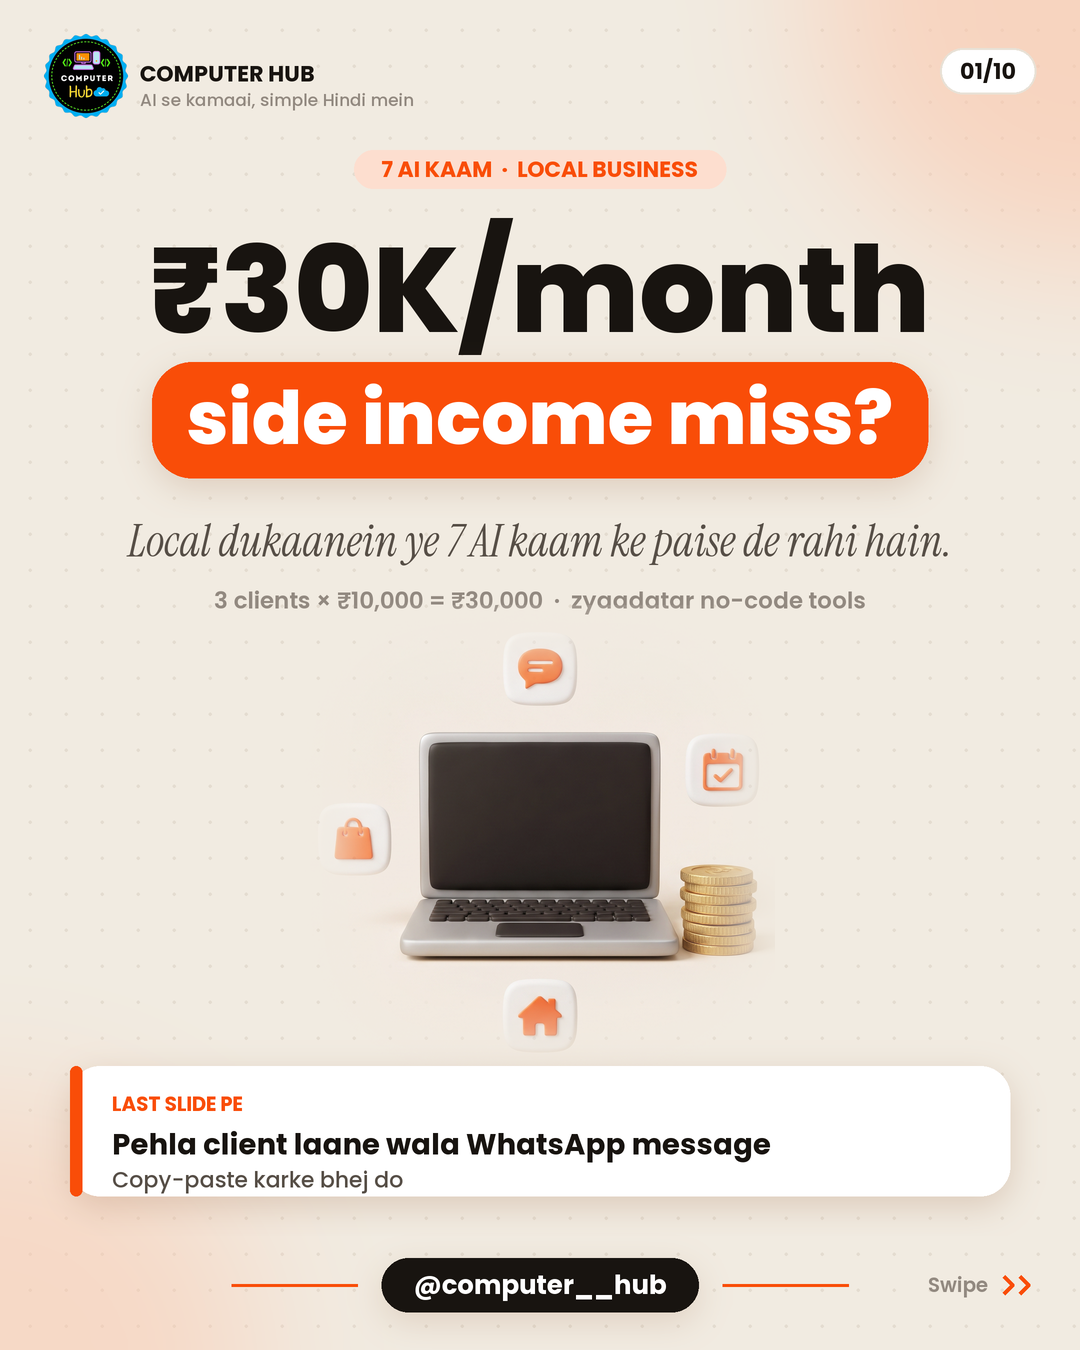 COMPUTER
Hub
COMPUTER HUB
AI se kamaai, simple Hindi mein
01/10
7 AI KAAM · LOCAL BUSINESS
₹30K/month
side income miss?
Local dukaanein ye 7 AI kaam ke paise de rahi hain.
3 clients × ₹10,000 = ₹30,000 · zyaadatar no-code tools
LAST SLIDE PE
Pehla client laane wala WhatsApp message
Copy-paste karke bhej do
@computer__hub
Swipe